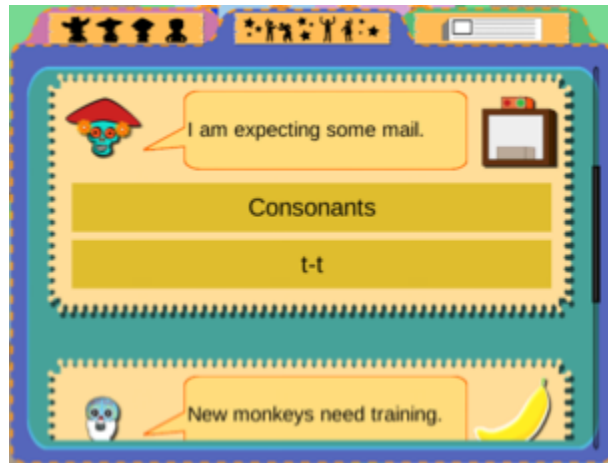 I am expecting some mail.
Consonants
t-t
New monkeys need training.